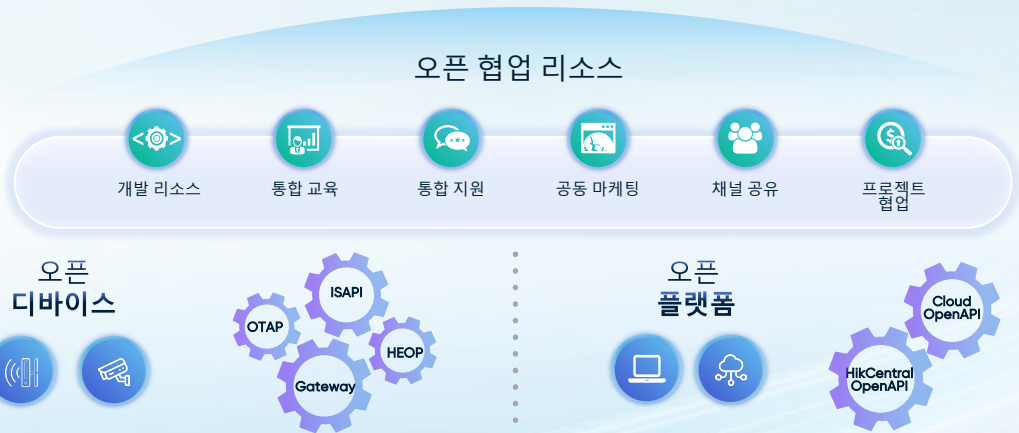 오픈 협업 리소스
개발 리소스
통합 교육
통합 지원
공동 마케팅
채널 공유
프로젝트
협업
오픈
디바이스
ISAPI
OTAP
HEOP
Gateway
오픈
플랫폼
Cloud
OpenAPI
HikCentral
OpenAPI